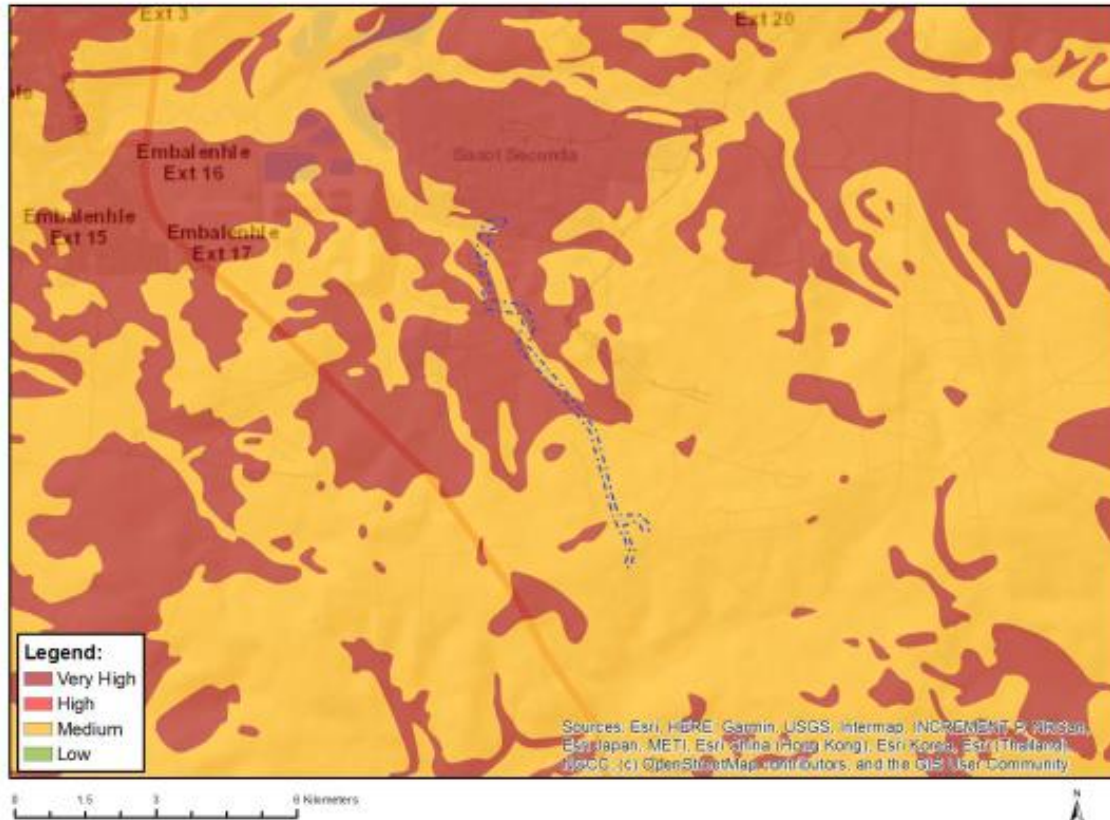 Ext 3
Ext 20
Embalenhle
Ext 16
Sasol Secunda
Embalenhle
Ext 15
Embalenhle
Ext 17
Legend:
Very High
High
Medium
Low
Sources: Esri, HERE, Garmin, USGS, Intermap, INCREMENT P, NRCan,
Esri Japan, METI, Esri China (Hong Kong), Esri Korea, Esri (Thailand),
NGCC, (c) OpenStreetMap contributors, and the GIS User Community
0 1.5 3 6 Kilometers
N